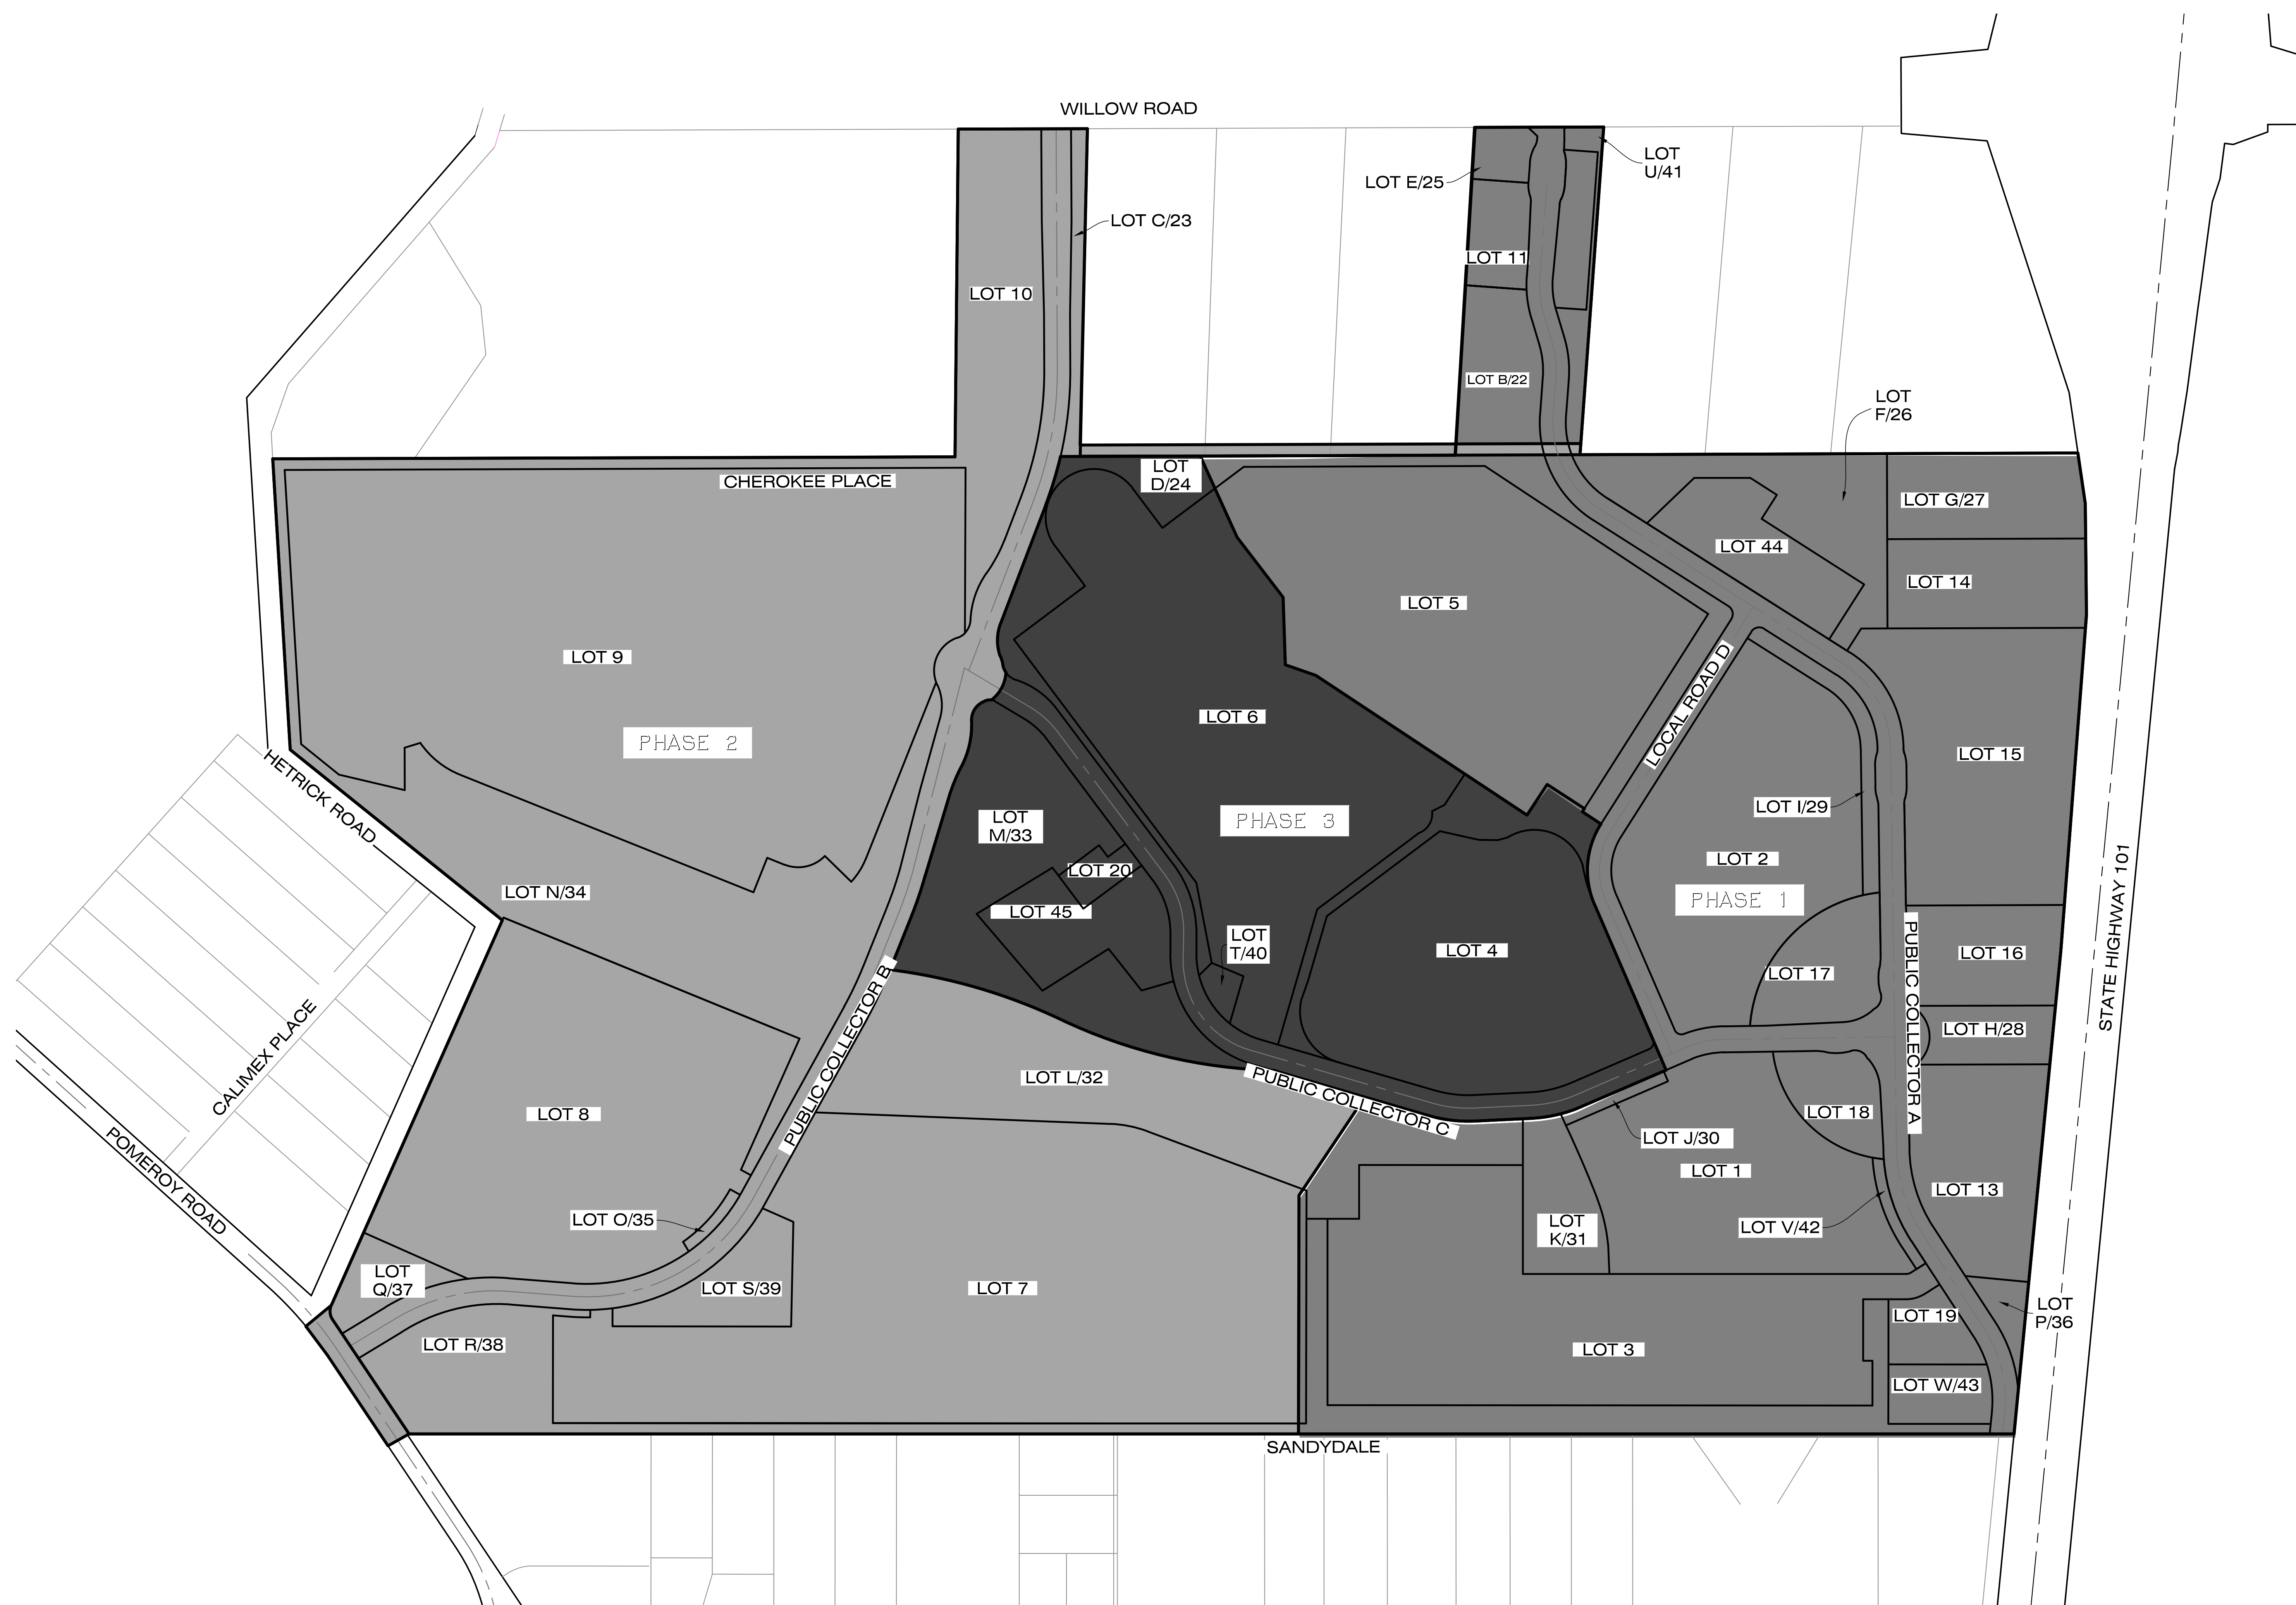 WILLOW ROAD
LOT
U/41
LOT E/25
LOT C/23
LOT 11
LOT 10
LOT B/22
LOT
F/26
LOT
D/24
CHEROKEE PLACE
LOT G/27
LOT 44
LOT 14
LOT 5
LOT 9
LOCAL ROAD D
LOT 6
PHASE 2
LOT 15
HETRICK ROAD
LOT I/29
LOT
M/33
PHASE 3
LOT 2
LOT 20
LOT N/34
PHASE 1
LOT 45
STATE HIGHWAY 101
LOT
T/40
LOT 4
LOT 16
LOT 17
PUBLIC COLLECTOR A
LOT H/28
CALIMEX PLACE
PUBLIC COLLECTOR B
LOT L/32
PUBLIC COLLECTOR C
LOT 8
LOT 18
LOT J/30
POMEROY ROAD
LOT 1
LOT 13
LOT O/35
LOT
K/31
LOT V/42
LOT
Q/37
LOT S/39
LOT 7
LOT 19
LOT
P/36
LOT R/38
LOT 3
LOT W/43
SANDYDALE